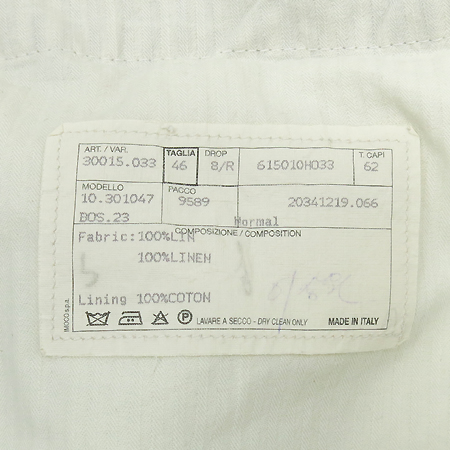 ART. / VAR. TAGLIA DROP T. CAPI
30015.033 46 8/R 615010H033 62
MODELLO PACCO
10.301047 9589 20341219.066
BOS.23 Normal
COMPOSIZIONE / COMPOSITION
Fabric:100%LIN
100%LINEN
Lining 100%COTON
LAVARE A SECCO - DRY CLEAN ONLY MADE IN ITALY
IMOCO s.p.a.